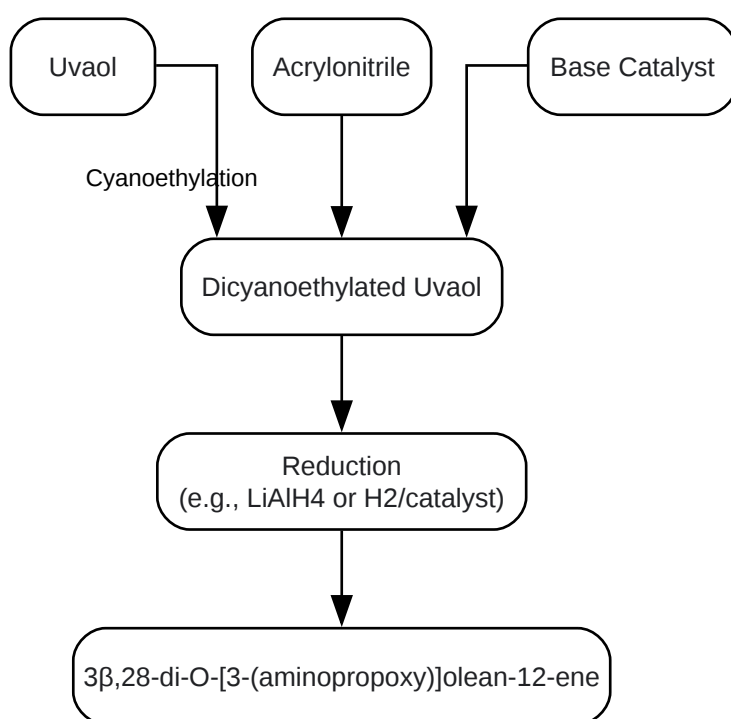 Uvaol
Acrylonitrile
Base Catalyst
Cyanoethylation
Dicyanoethylated Uvaol
Reduction
(e.g., LiAlH4 or H2/catalyst)
3β,28-di-O-[3-(aminopropoxy)]olean-12-ene